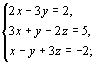 2x − 3y = 2,
3x + y − 2z = 5,
x − y + 3z = −2;